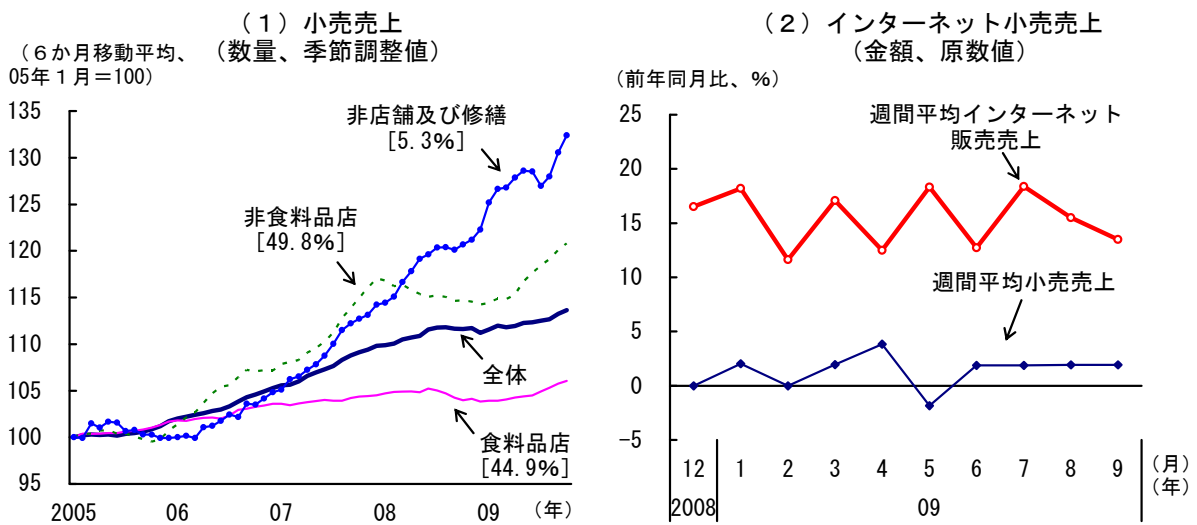 （１）小売売上
（数量、季節調整値）
（６か月移動平均、
05年１月＝100）
135
130
125
120
115
110
105
100
95
2005
06
07
08
09
（年）
非店舗及び修繕
[5.3%]
非食料品店
[49.8%]
全体
食料品店
[44.9%]
（２）インターネット小売売上
（金額、原数値）
（前年同月比、%）
25
20
15
10
5
0
-5
週間平均インターネット
販売売上
週間平均小売売上
12
1
2
3
4
5
6
7
8
9
（月）
2008
09
（年）